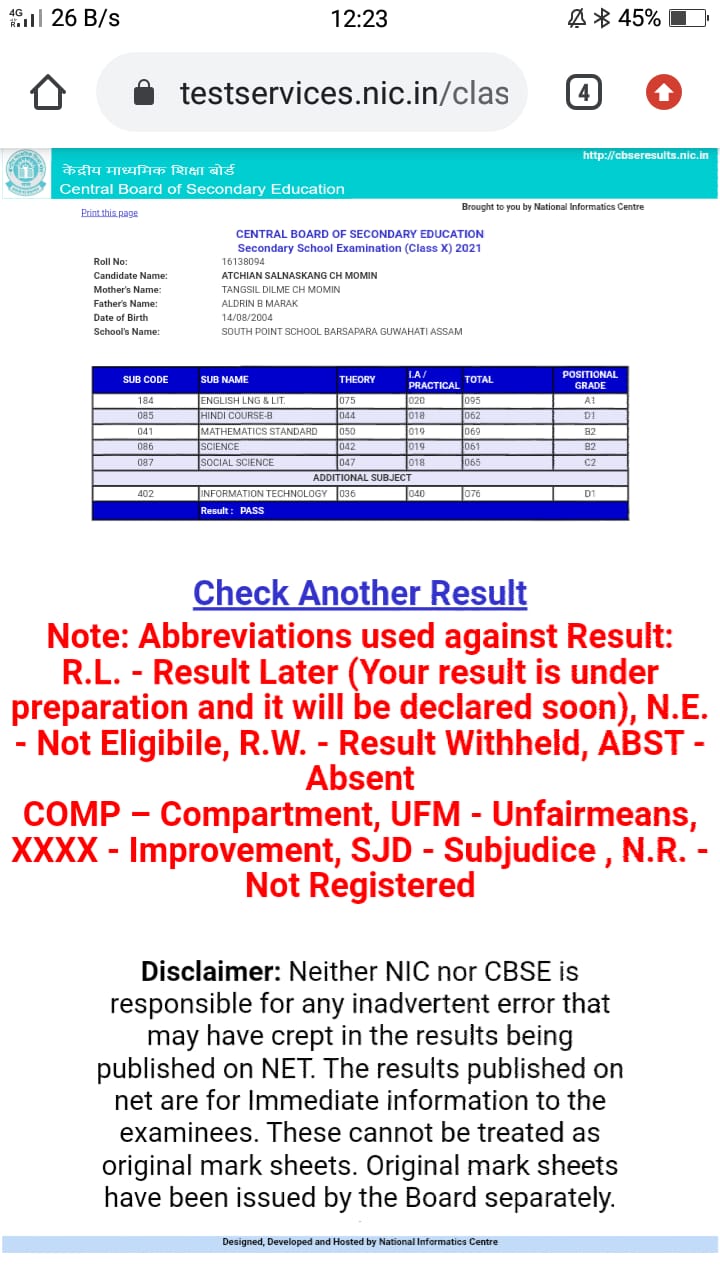 4G
R
26 B/s
12:23
45%
testservices.nic.in/clas
4
http://cbseresults.nic.in
केंद्रीय माध्यमिक शिक्षा बोर्ड
Central Board of Secondary Education
Brought to you by National Informatics Centre
Print this page
CENTRAL BOARD OF SECONDARY EDUCATION
Secondary School Examination (Class X) 2021
Roll No: 16138094
Candidate Name: ATCHIAN SALNASKANG CH MOMIN
Mother's Name: TANGSIL DILME CH MOMIN
Father's Name: ALDRIN B MARAK
Date of Birth 14/08/2004
School's Name: SOUTH POINT SCHOOL BARSAPARA GUWAHATI ASSAM
SUB CODE SUB NAME THEORY I.A / PRACTICAL TOTAL POSITIONAL GRADE
184 ENGLISH LNG & LIT. 075 020 095 A1
085 HINDI COURSE-B 044 018 062 D1
041 MATHEMATICS STANDARD 050 019 069 B2
086 SCIENCE 042 019 061 B2
087 SOCIAL SCIENCE 047 018 065 C2
ADDITIONAL SUBJECT
402 INFORMATION TECHNOLOGY 036 040 076 D1
Result : PASS
Check Another Result
Note: Abbreviations used against Result:
R.L. - Result Later (Your result is under
preparation and it will be declared soon), N.E.
- Not Eligibile, R.W. - Result Withheld, ABST -
Absent
COMP – Compartment, UFM - Unfairmeans,
XXXX - Improvement, SJD - Subjudice , N.R. -
Not Registered
Disclaimer: Neither NIC nor CBSE is
responsible for any inadvertent error that
may have crept in the results being
published on NET. The results published on
net are for Immediate information to the
examinees. These cannot be treated as
original mark sheets. Original mark sheets
have been issued by the Board separately.
Designed, Developed and Hosted by National Informatics Centre